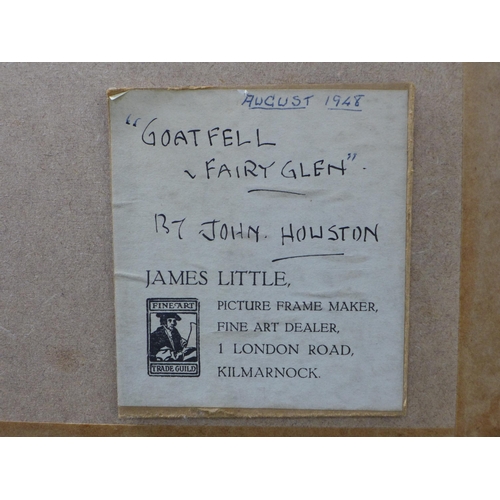 AUGUST 1948
"GOATFELL
& FAIRY GLEN".
BY JOHN. HOUSTON
JAMES LITTLE,
FINE·ART
TRADE GUILD
PICTURE FRAME MAKER,
FINE ART DEALER,
1 LONDON ROAD,
KILMARNOCK.